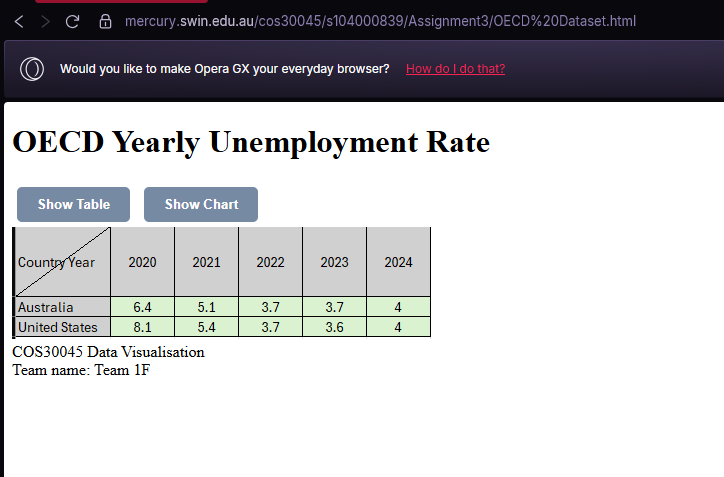 mercury.swin.edu.au/cos30045/s104000839/Assignment3/OECD%20Dataset.html
Would you like to make Opera GX your everyday browser? How do I do that?
OECD Yearly Unemployment Rate
Show Table Show Chart
Country Year 2020 2021 2022 2023 2024
Australia 6.4 5.1 3.7 3.7 4
United States 8.1 5.4 3.7 3.6 4
COS30045 Data Visualisation
Team name: Team 1F